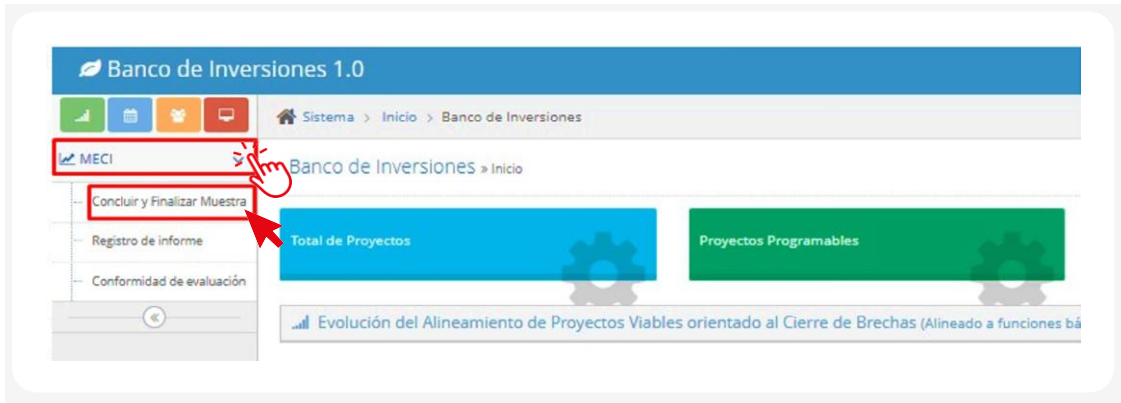 Banco de Inversiones 1.0
Sistema > Inicio > Banco de Inversiones
MECI
Banco de Inversiones » Inicio
Concluir y Finalizar Muestra
Registro de informe
Conformidad de evaluación
Total de Proyectos
Proyectos Programables
Evolución del Alineamiento de Proyectos Viables orientado al Cierre de Brechas (Alineado a funciones bá